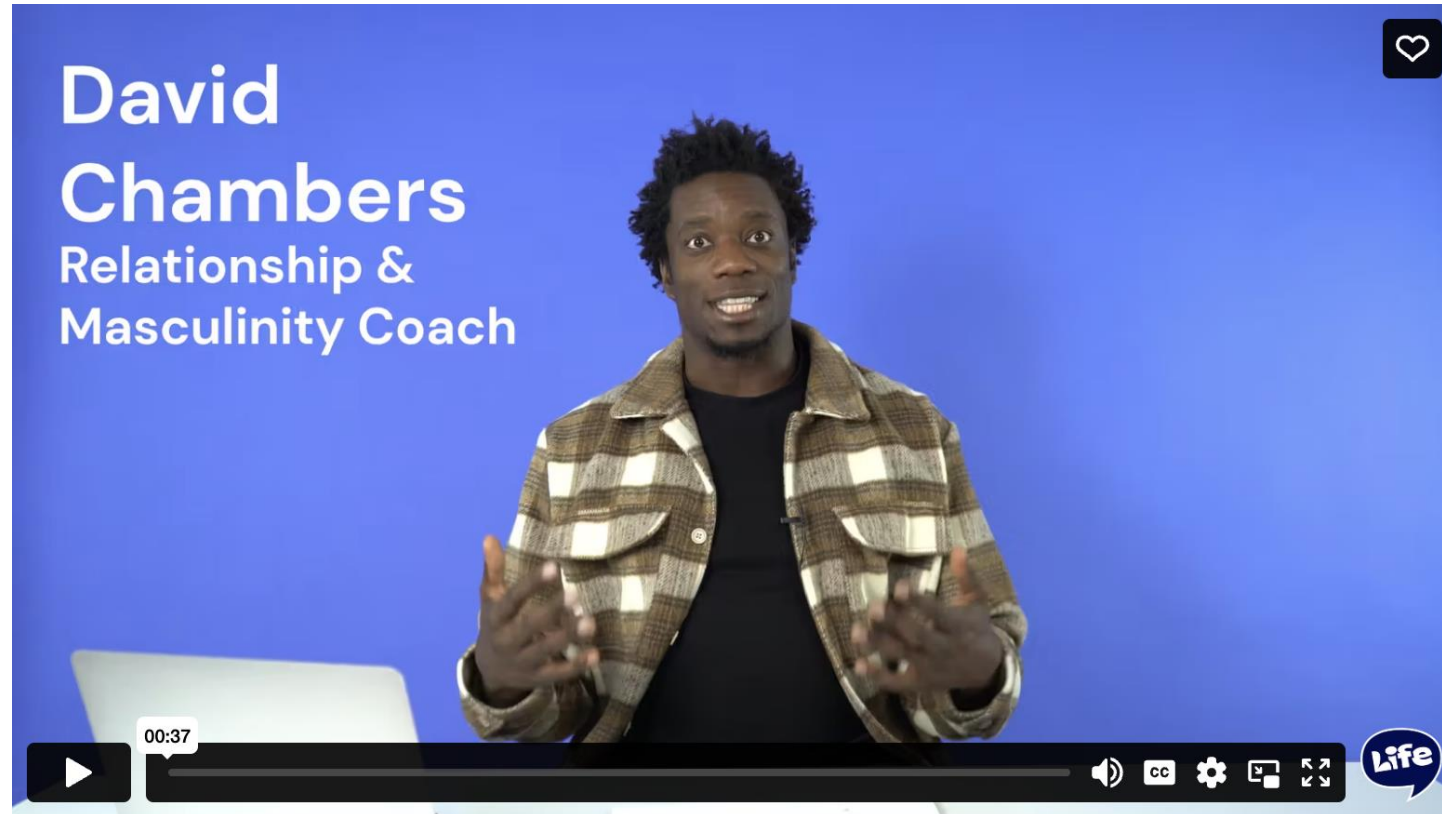 David
Chambers
Relationship &
Masculinity Coach
00:37
CC
Life